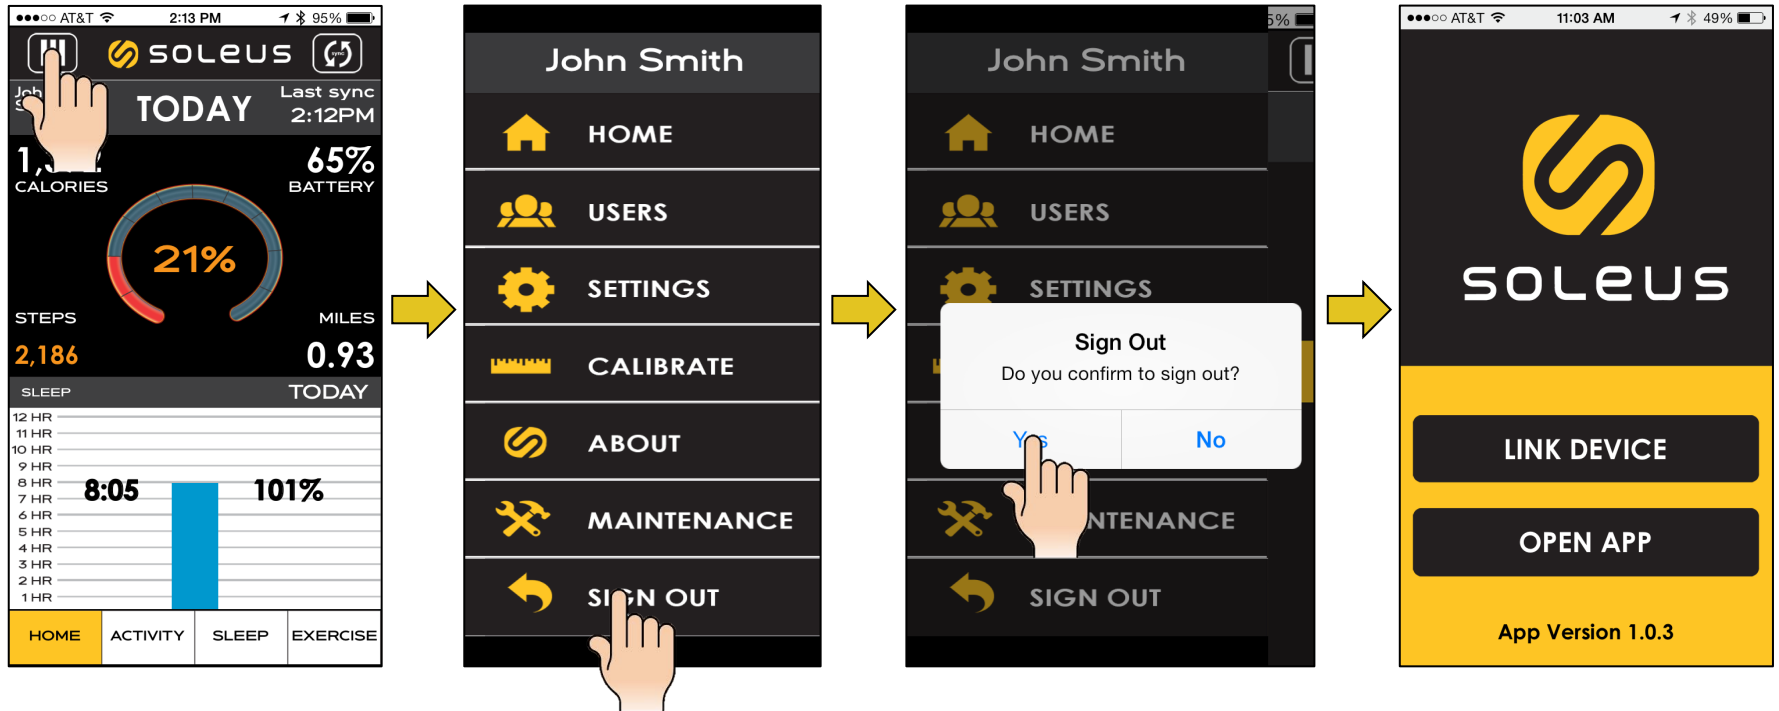 AT&T 2:13 PM 95%
SOLEUS
sync
TODAY
Last sync
2:12PM
65%
CALORIES
BATTERY
21%
STEPS
MILES
2,186
0.93
SLEEP
TODAY
12 HR
11 HR
10 HR
9 HR
8 HR
7 HR
6 HR
5 HR
4 HR
3 HR
2 HR
1 HR
8:05
101%
HOME ACTIVITY SLEEP EXERCISE
John Smith
HOME
USERS
SETTINGS
CALIBRATE
ABOUT
MAINTENANCE
SIGN OUT
5%
John Smith
HOME
USERS
SETTINGS
Sign Out
Do you confirm to sign out?
Yes
No
NTENANCE
SIGN OUT
AT&T 11:03 AM 49%
SOLEUS
LINK DEVICE
OPEN APP
App Version 1.0.3